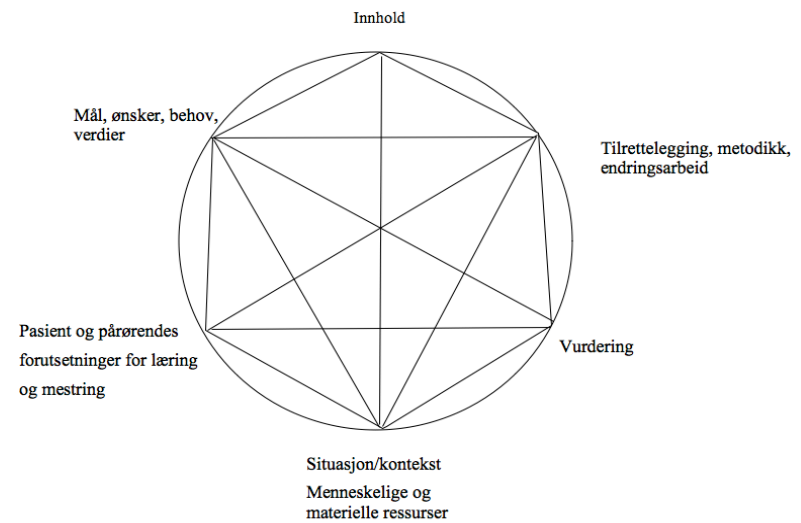 Innhold
Mål, ønsker, behov,
verdier
Tilrettelegging, metodikk,
endringsarbeid
Pasient og pårørendes
forutsetninger for læring
og mestring
Vurdering
Situasjon/kontekst
Menneskelige og
materielle ressurser